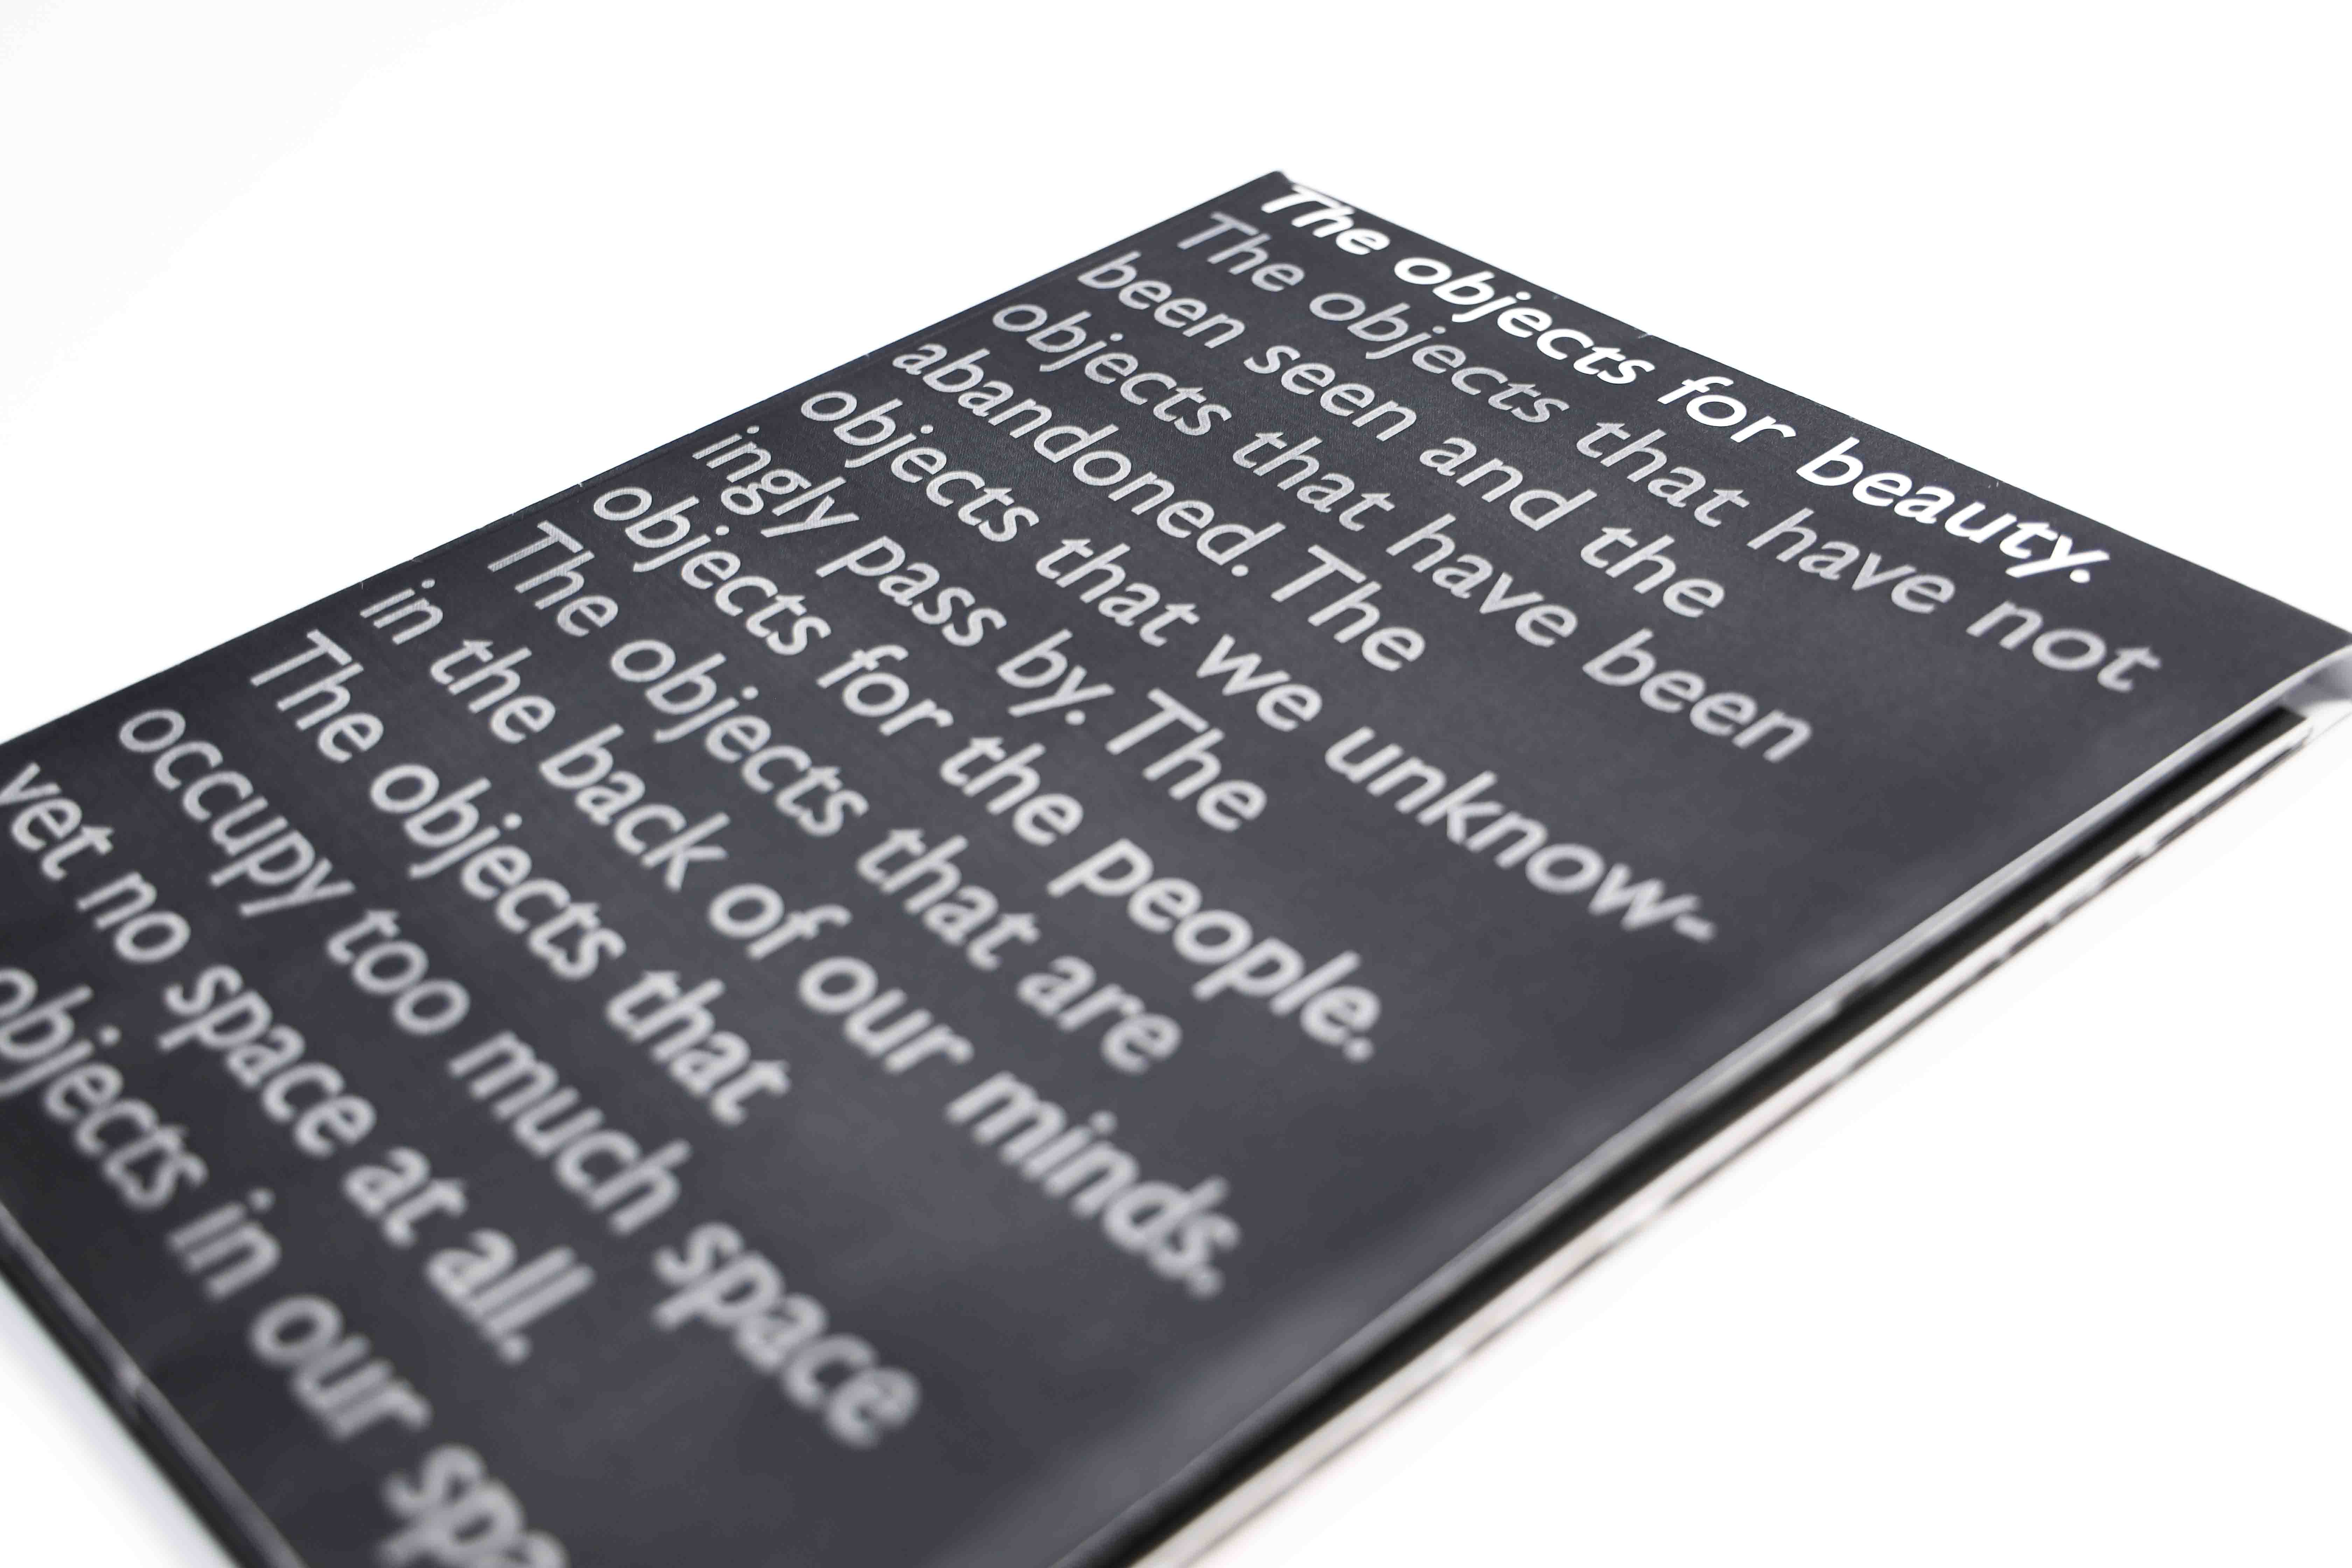 The objects for beauty.
The objects that have not
been seen and the
objects that have been
abandoned. The
objects that we unknow-
ingly pass by. The
objects for the people.
The objects that are
in the back of our minds.
The objects that
occupy too much space
yet no space at all.
objects in our spa